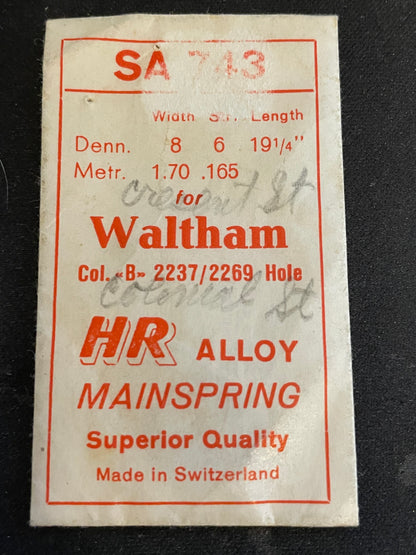 SA 743
Width St. Length
Denn. 8 6 19 1/4"
Metr. 1.70 .165
Crecent St
for
Waltham
Col. «B» 2237/2269 Hole
Colonial St
HR ALLOY
MAINSPRING
Superior Quality
Made in Switzerland